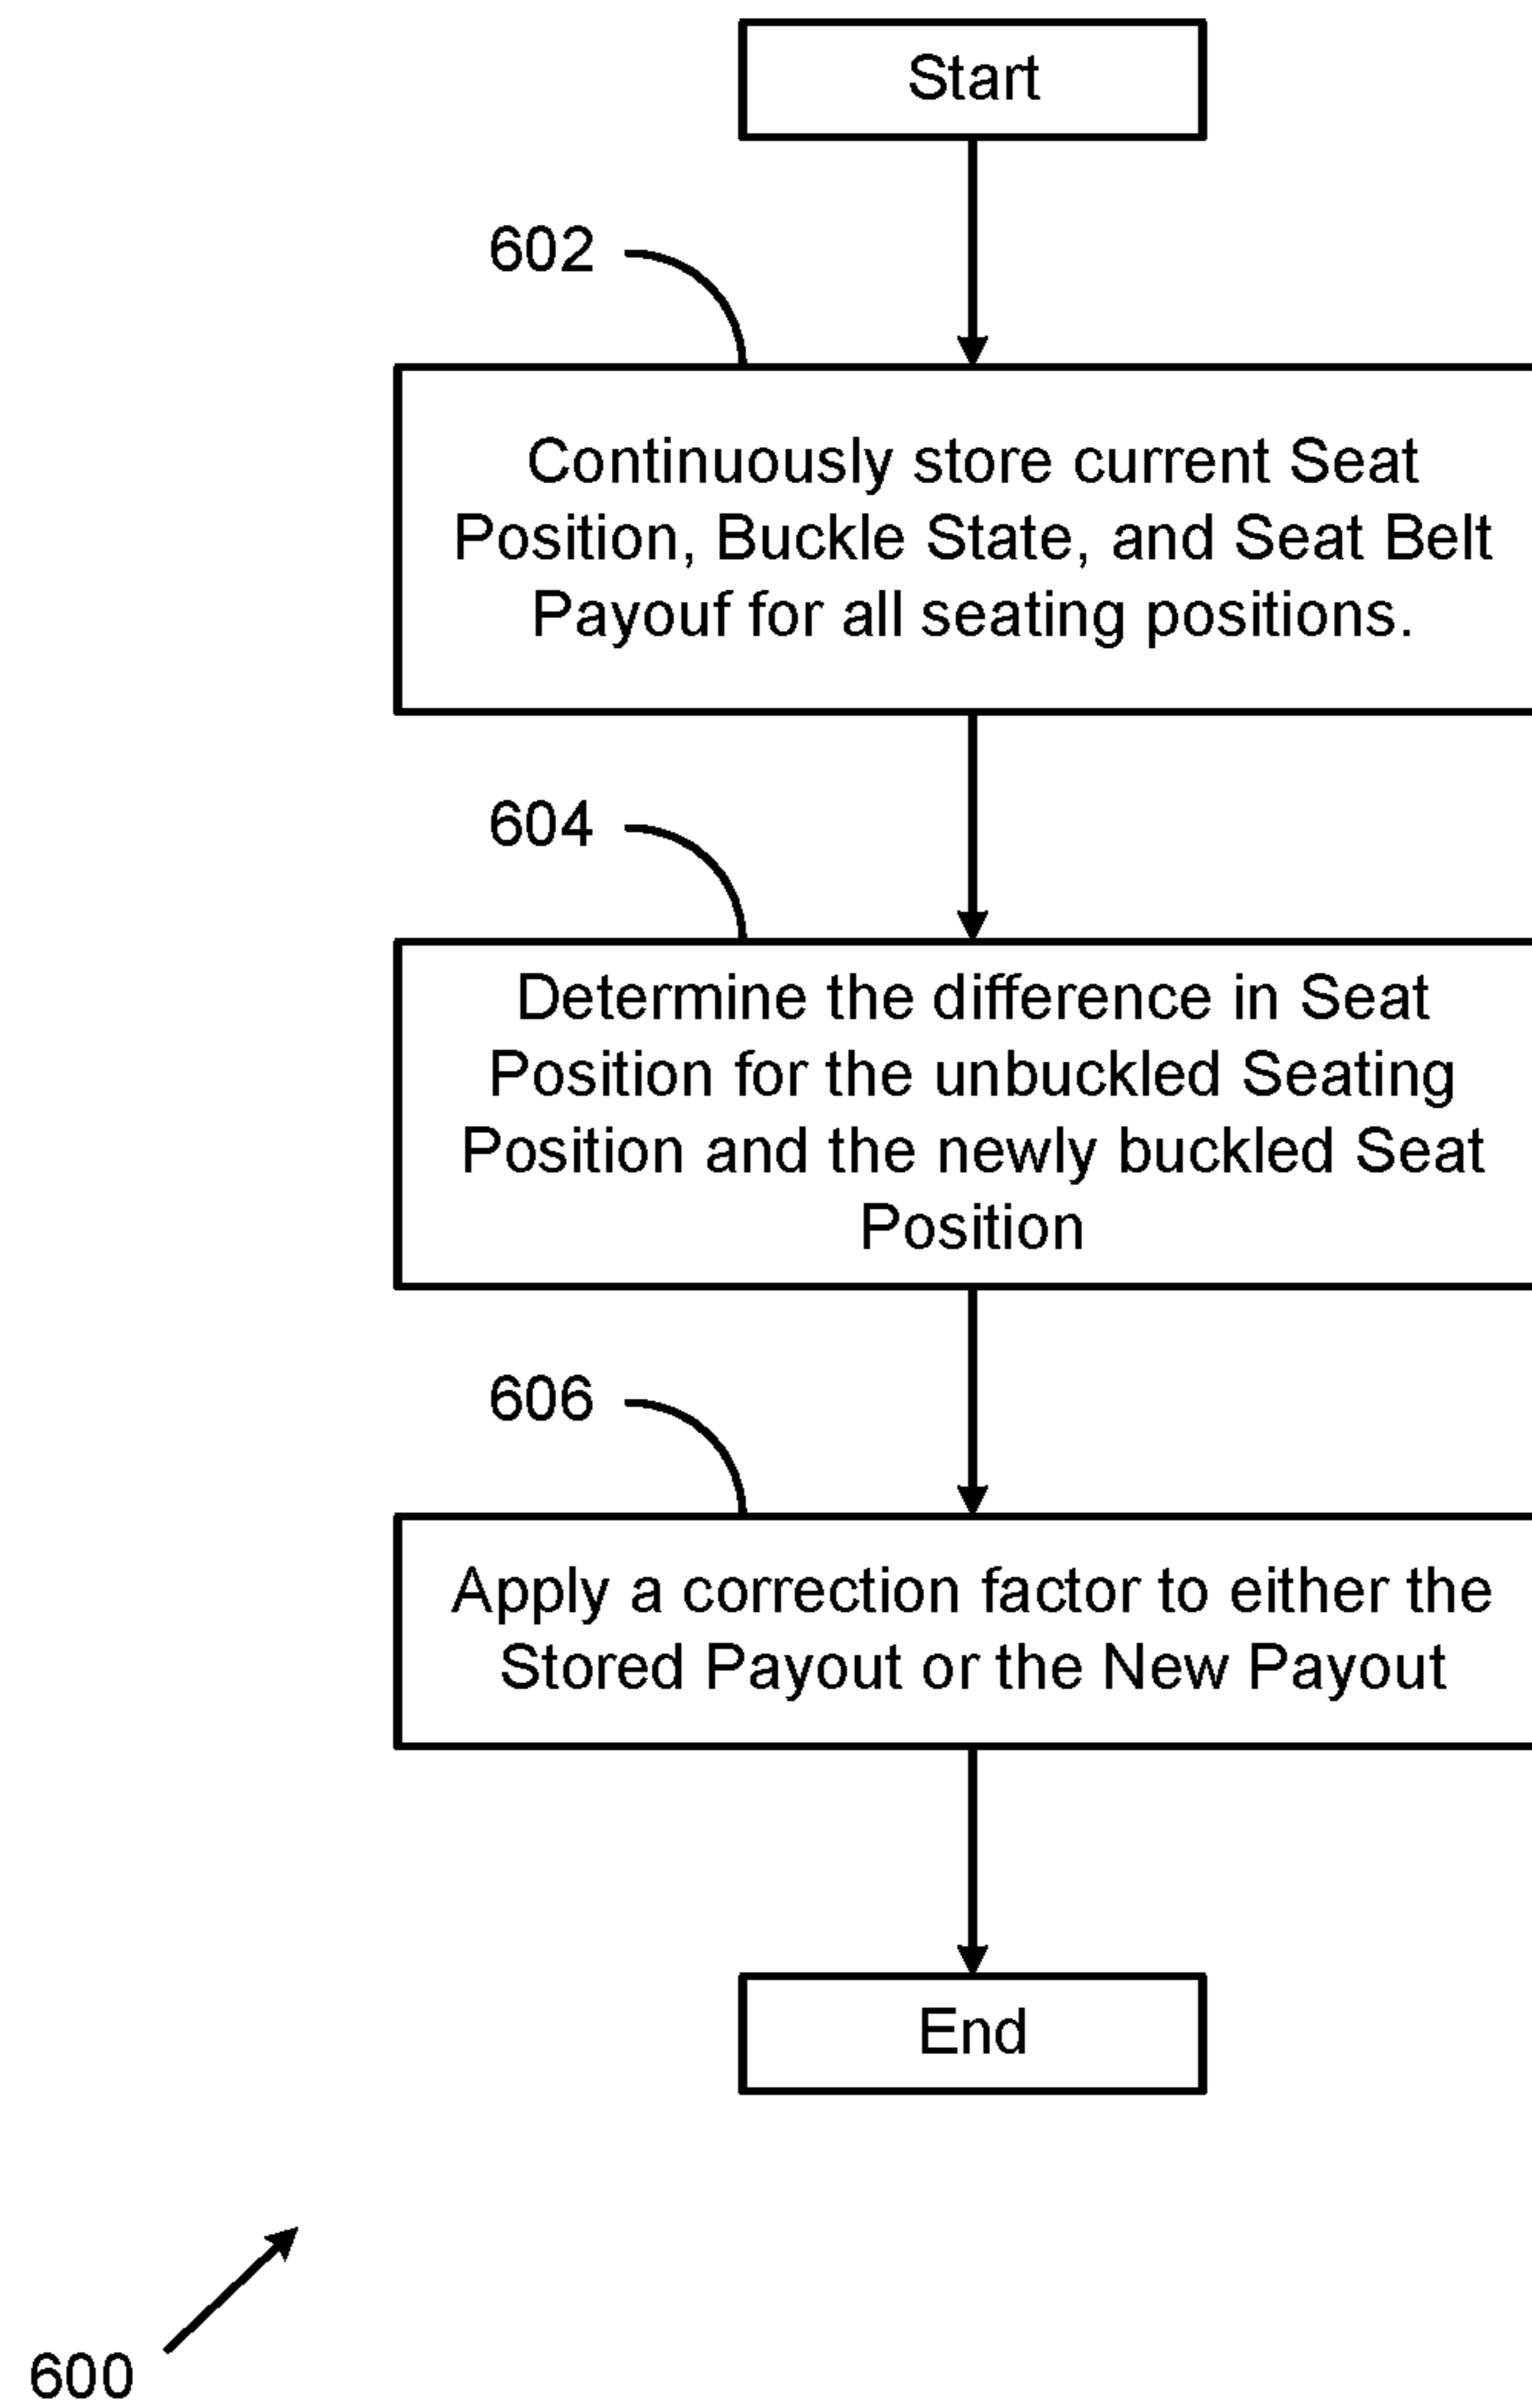 Start
602
Continuously store current Seat
Position, Buckle State, and Seat Belt
Payouf for all seating positions.
604
Determine the difference in Seat
Position for the unbuckled Seating
Position and the newly buckled Seat
Position
606
Apply a correction factor to either the
Stored Payout or the New Payout
End
600